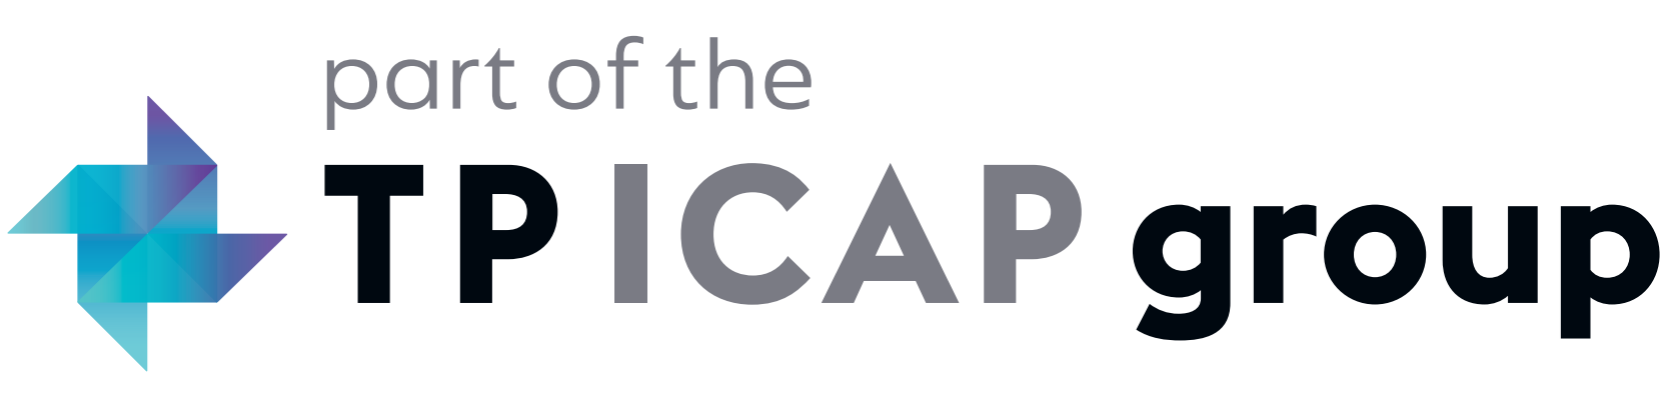 part of the
TP ICAP group